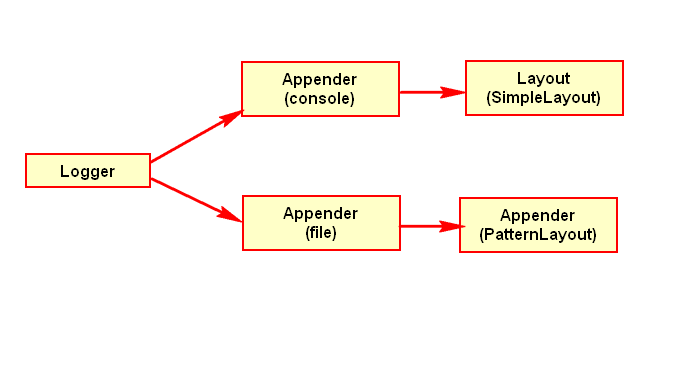 Appender
(console)
Layout
(SimpleLayout)
Logger
Appender
(file)
Appender
(PatternLayout)